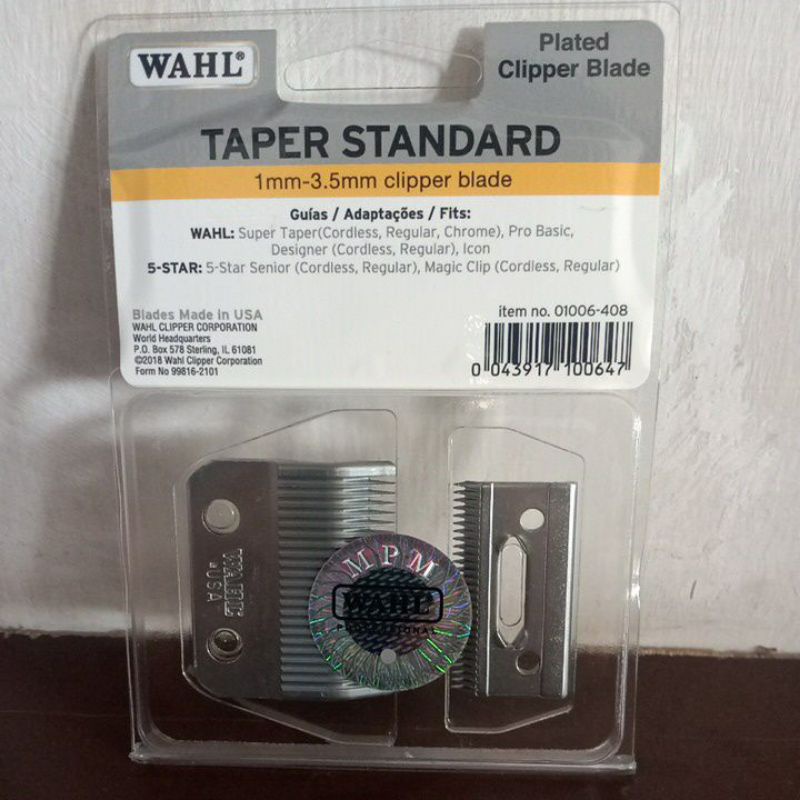 WAHL®
Plated
Clipper Blade
TAPER STANDARD
1mm-3.5mm clipper blade
Guías / Adaptações / Fits:
WAHL: Super Taper(Cordless, Regular, Chrome), Pro Basic,
Designer (Cordless, Regular), Icon
5-STAR: 5-Star Senior (Cordless, Regular), Magic Clip (Cordless, Regular)
Blades Made in USA
WAHL CLIPPER CORPORATION
World Headquarters
P.O. Box 578 Sterling, IL 61081
©2018 Wahl Clipper Corporation
Form No 99816-2101
item no. 01006-408
0 043917 100647
WAHL
USA
MPM
WAHL
PROFESSIONAL